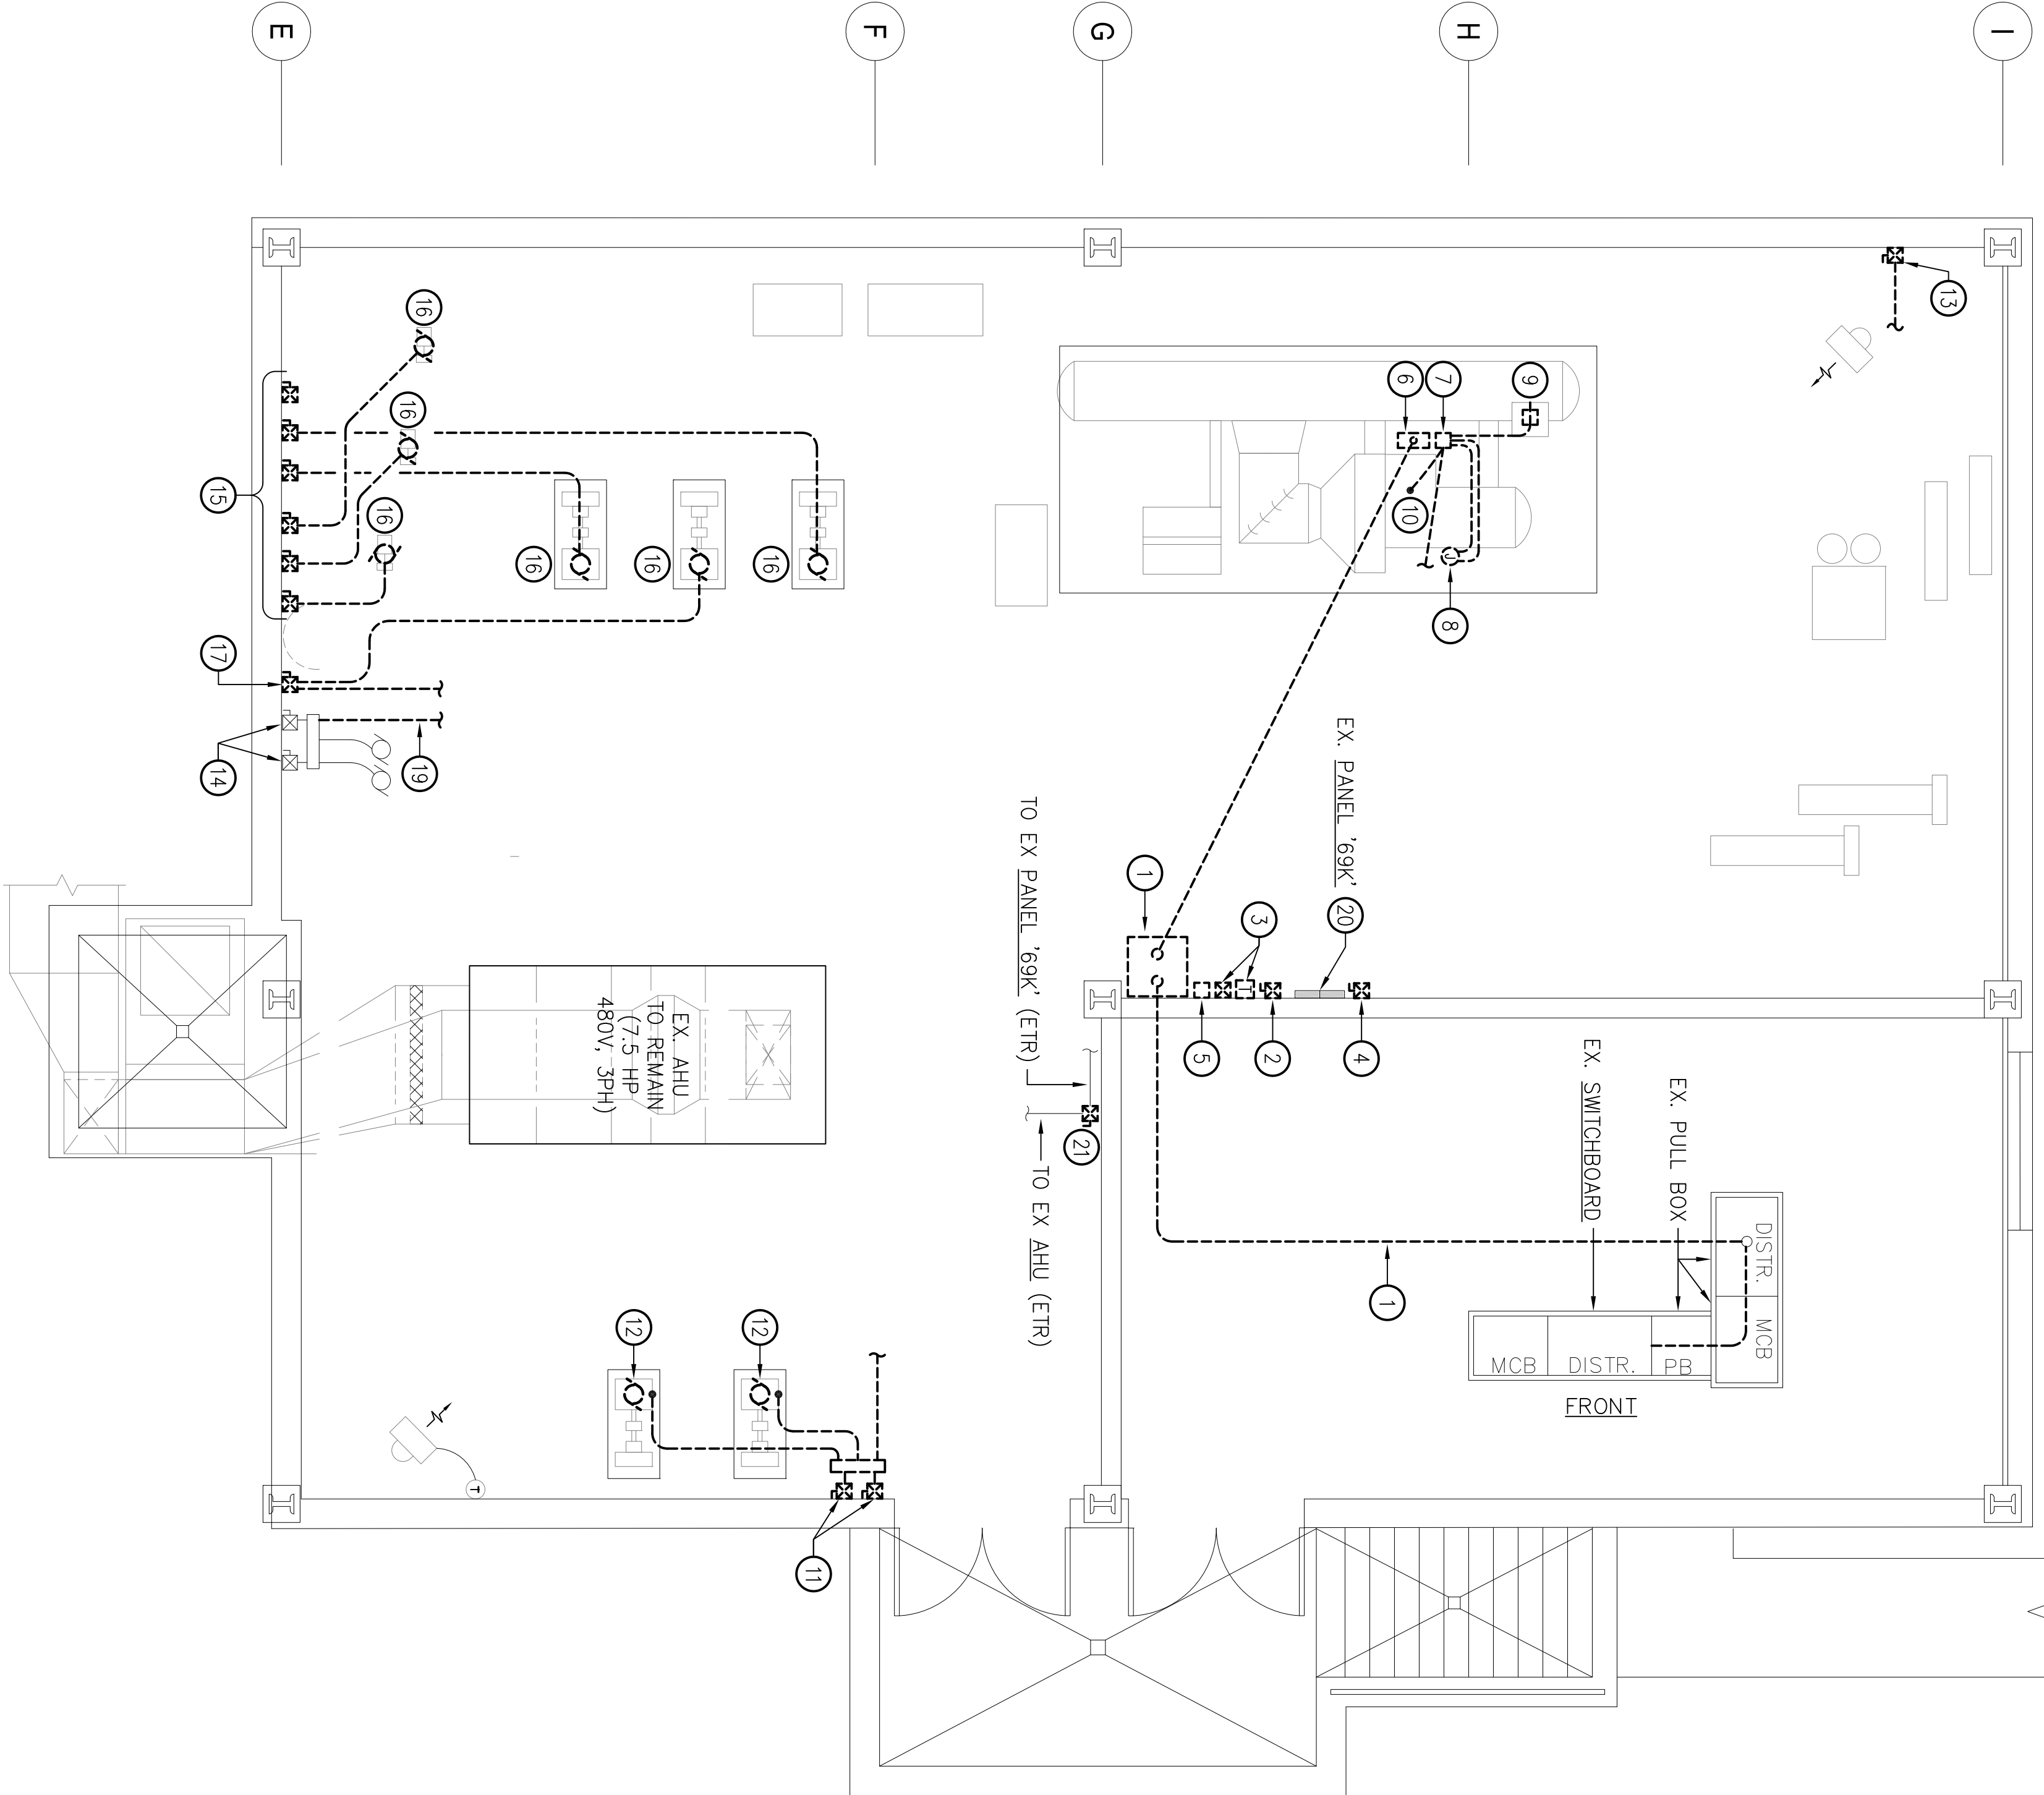 E
F
G
H
I
13
16
6
7
9
16
15
10
16
16
16
16
8
17
14
19
EX. PANEL '69K'
TO EX PANEL '69K' (ETR)
1
3
20
T
5
2
4
EX. AHU
TO REMAIN
(7.5 HP
480V, 3PH)
21
TO EX AHU (ETR)
EX. SWITCHBOARD
EX. PULL BOX
DISTR.
MCB
1
MCB
DISTR.
PB
FRONT
12
12
J
T
11